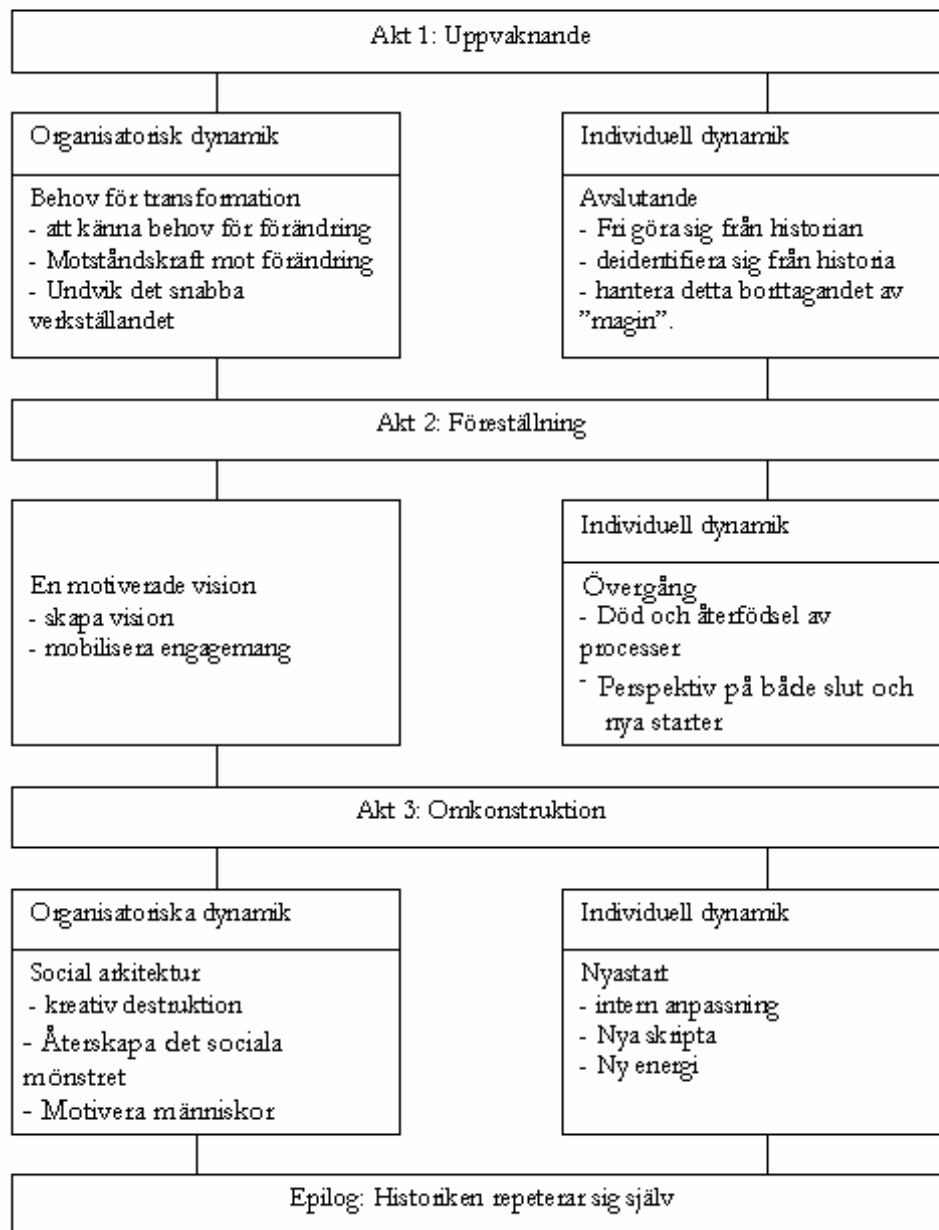 Akt 1: Uppvaknande
Organisatorisk dynamik
Behov för transformation
- att känna behov för förändring
- Motståndskraft mot förändring
- Undvik det snabba
verkställandet
Individuell dynamik
Avslutande
- Fri göra sig från historian
- deidentifiera sig från historia
- hantera detta borttagandet av
”magin”.
Akt 2: Föreställning
En motiverade vision
- skapa vision
- mobilisera engagemang
Individuell dynamik
Övergång
- Död och återfödsel av
processer
- Perspektiv på både slut och
nya starter
Akt 3: Omkonstruktion
Organisatoriska dynamik
Social arkitektur
- kreativ destruktion
- Återskapa det sociala
mönstret
- Motivera människor
Individuell dynamik
Nyastart
- intern anpassning
- Nya skripta
- Ny energi
Epilog: Historiken repeterar sig själv